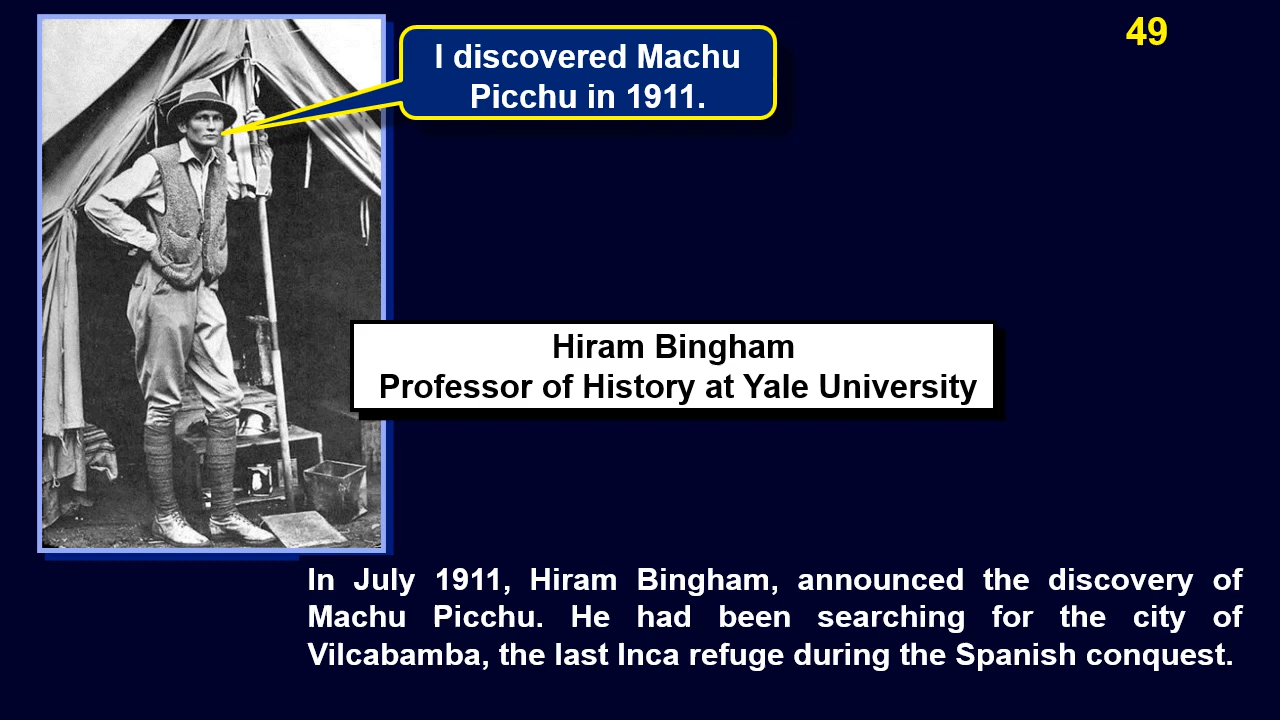 49
I discovered Machu
Picchu in 1911.
Hiram Bingham
Professor of History at Yale University
In July 1911, Hiram Bingham, announced the discovery of
Machu Picchu. He had been searching for the city of
Vilcabamba, the last Inca refuge during the Spanish conquest.